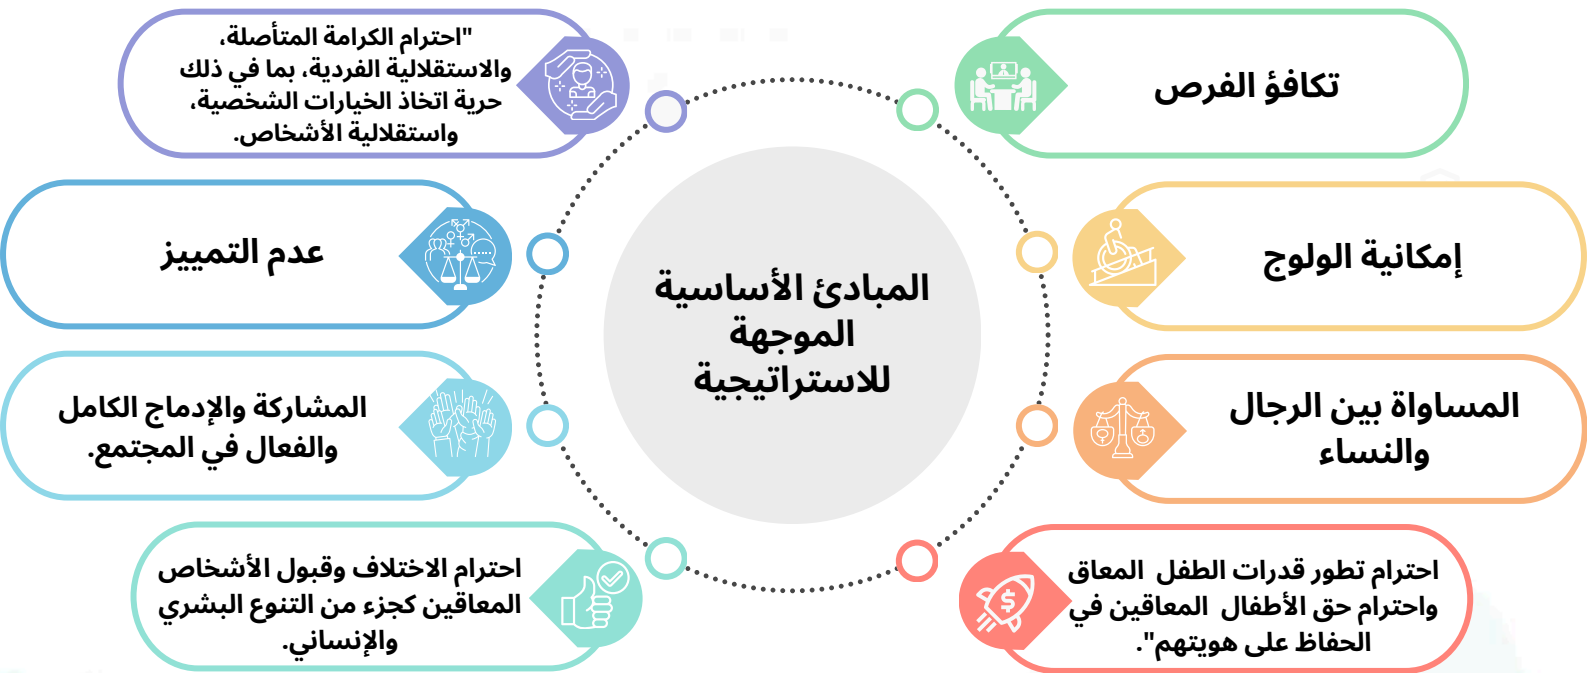 المبادئ الأساسية
الموجهة
للاستراتيجية
"احترام الكرامة المتأصلة،
والاستقلالية الفردية، بما في ذلك
حرية اتخاذ الخيارات الشخصية،
واستقلالية الأشخاص.
عدم التمييز
المشاركة والإدماج الكامل
والفعال في المجتمع.
احترام الاختلاف وقبول الأشخاص
المعاقين كجزء من التنوع البشري
والإنساني.
تكافؤ الفرص
إمكانية الولوج
المساواة بين الرجال
والنساء
احترام تطور قدرات الطفل المعاق
واحترام حق الأطفال المعاقين في
الحفاظ على هويتهم".
$